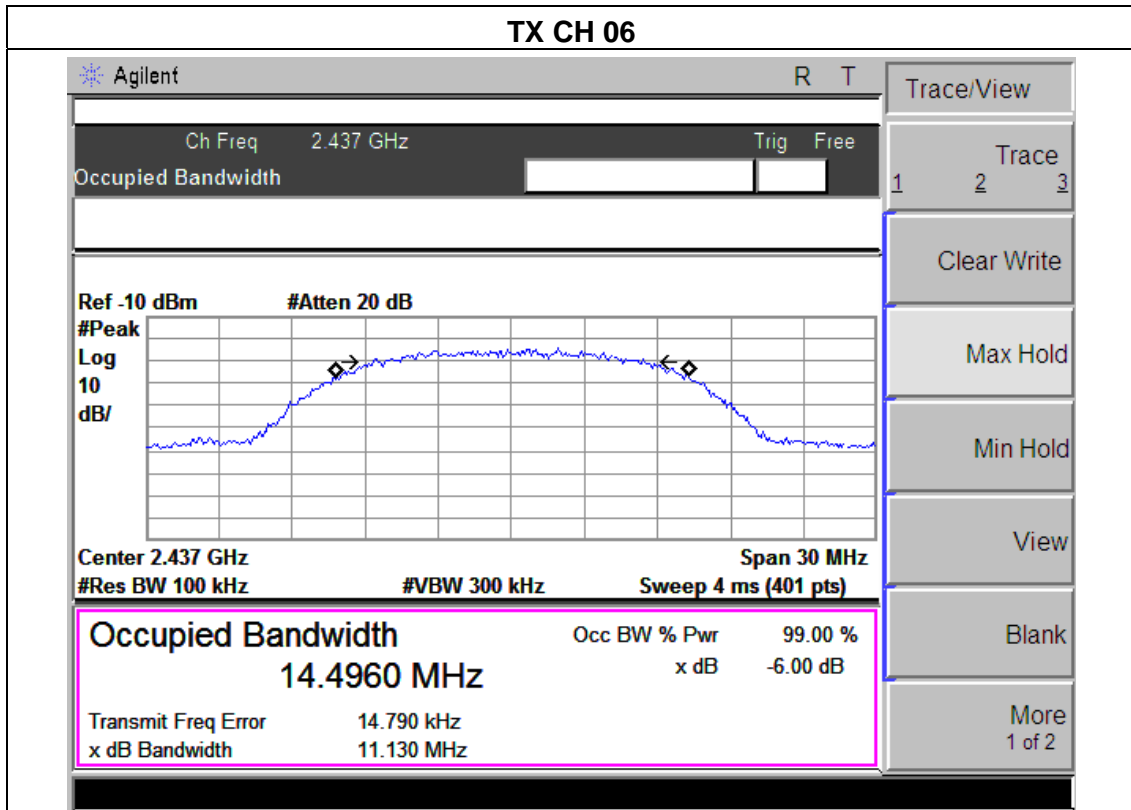 TX CH 06
Agilent R T
Trace/View
Ch Freq 2.437 GHz Trig Free
Occupied Bandwidth
Trace
1 2 3
Clear Write
Ref -10 dBm #Atten 20 dB
#Peak
Log
10
dB/
Max Hold
Min Hold
View
Center 2.437 GHz Span 30 MHz
#Res BW 100 kHz #VBW 300 kHz Sweep 4 ms (401 pts)
Occupied Bandwidth Occ BW % Pwr 99.00 %
14.4960 MHz x dB -6.00 dB
Blank
Transmit Freq Error 14.790 kHz
x dB Bandwidth 11.130 MHz
More
1 of 2